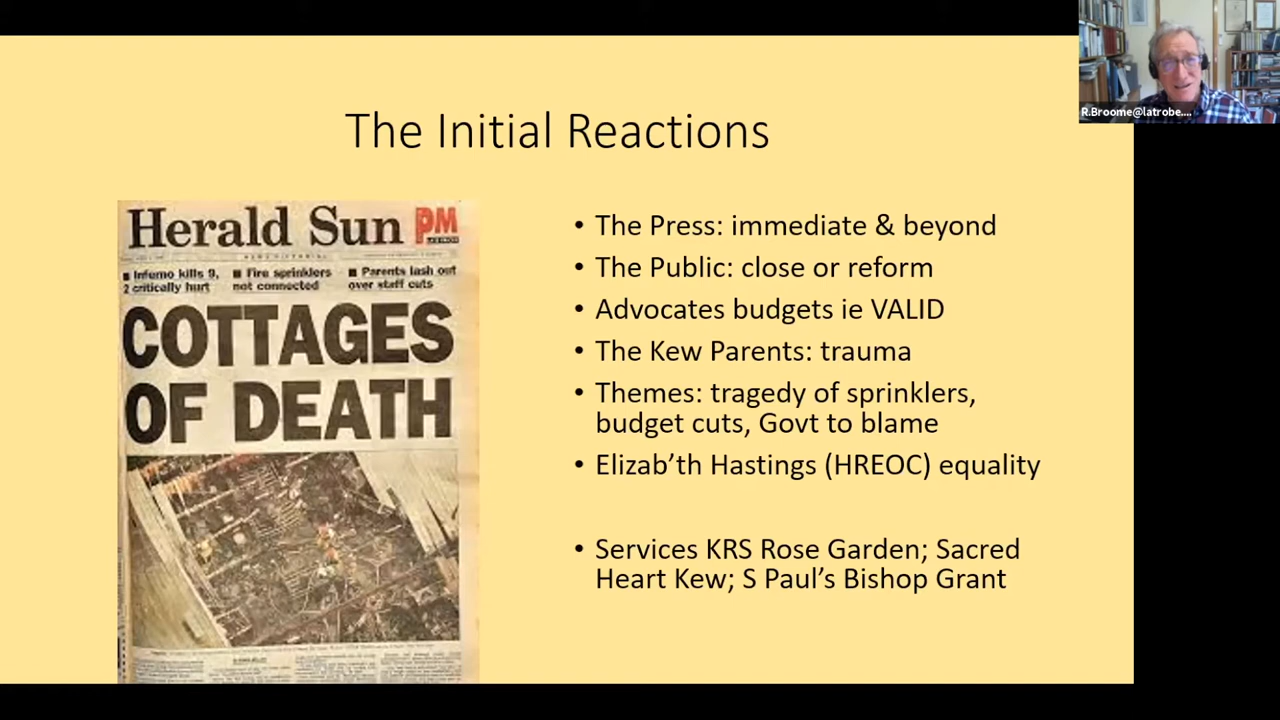 R.Broome@latrobe....
The Initial Reactions
Herald Sun PM
■ Inferno kills 9,
2 critically hurt
■ Fire sprinklers
not connected
■ Parents lash out
over staff cuts
COTTAGES
OF DEATH
• The Press: immediate & beyond
• The Public: close or reform
• Advocates budgets ie VALID
• The Kew Parents: trauma
• Themes: tragedy of sprinklers,
budget cuts, Govt to blame
• Elizab’th Hastings (HREOC) equality
• Services KRS Rose Garden; Sacred
Heart Kew; S Paul’s Bishop Grant